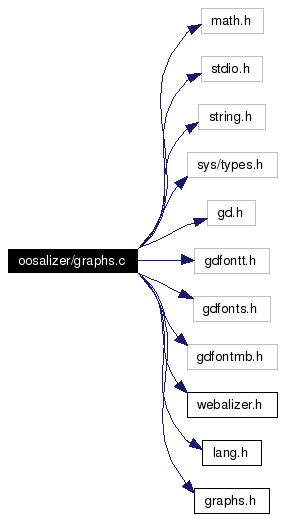 math.h
stdio.h
string.h
sys/types.h
gd.h
oosalizer/graphs.c
gdfontt.h
gdfonts.h
gdfontmb.h
webalizer.h
lang.h
graphs.h